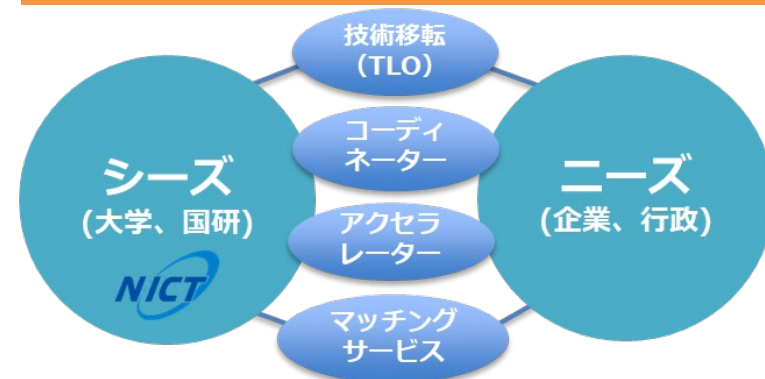 技術移転
（TLO）
コーディ
ネーター
シーズ
(大学、国研)
NICT
アクセラ
レーター
ニーズ
(企業、行政)
マッチング
サービス